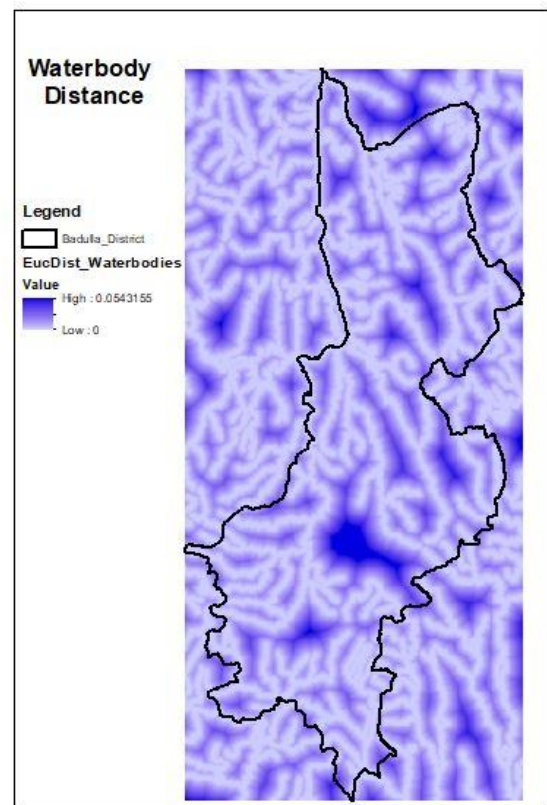 Waterbody
Distance
Legend
Badulla_District
EucDist_Waterbodies
Value
High : 0.0543155
Low : 0